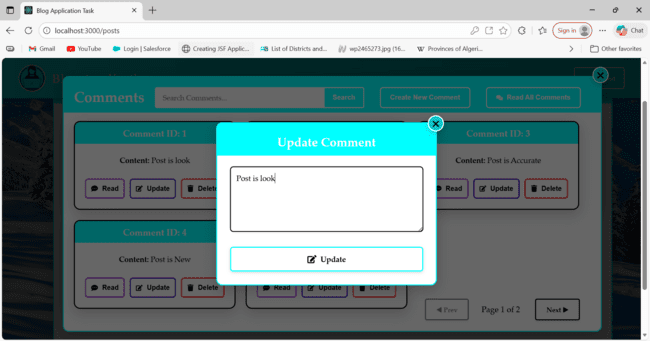 Blog Application Task
localhost:3000/posts
Sign in
Chat
Gmail
YouTube
Login | Salesforce
Creating JSF Applic...
List of Districts and...
wp2465273.jpg (16...
Provinces of Algeri...
Other favorites
Comments
Search Comments...
Search
Create New Comment
Read All Comments
Comment ID: 1
Comment ID: 3
Content: Post is look
Content: Post is Accurate
Read
Update
Delete
Read
Update
Delete
Update Comment
Post is look
Update
Comment ID: 4
Content: Post is New
Read
Update
Delete
Read
Update
Delete
Prev
Page 1 of 2
Next